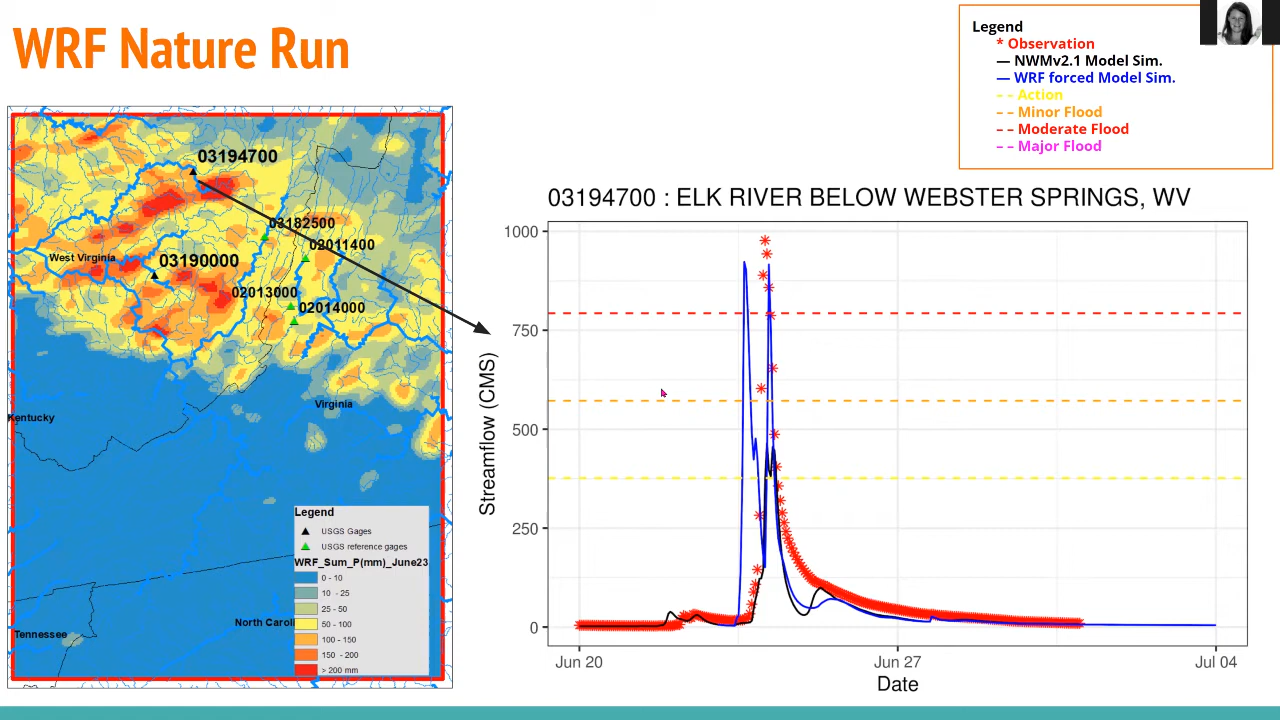 WRF Nature Run
Legend
* Observation
— NWMv2.1 Model Sim.
— WRF forced Model Sim.
– – Action
– – Minor Flood
– – Moderate Flood
– – Major Flood
03194700
03182500
02011400
West Virginia
03190000
02013000
02014000
Virginia
Kentucky
Legend
USGS Gages
USGS reference gages
WRF_Sum_P(mm)_June23
0 - 10
10 - 25
25 - 50
50 - 100
100 - 150
150 - 200
> 200 mm
North Caroli
Tennessee
03194700 : ELK RIVER BELOW WEBSTER SPRINGS, WV
Streamflow (CMS)
1000
750
500
250
0
Jun 20
Jun 27
Jul 04
Date